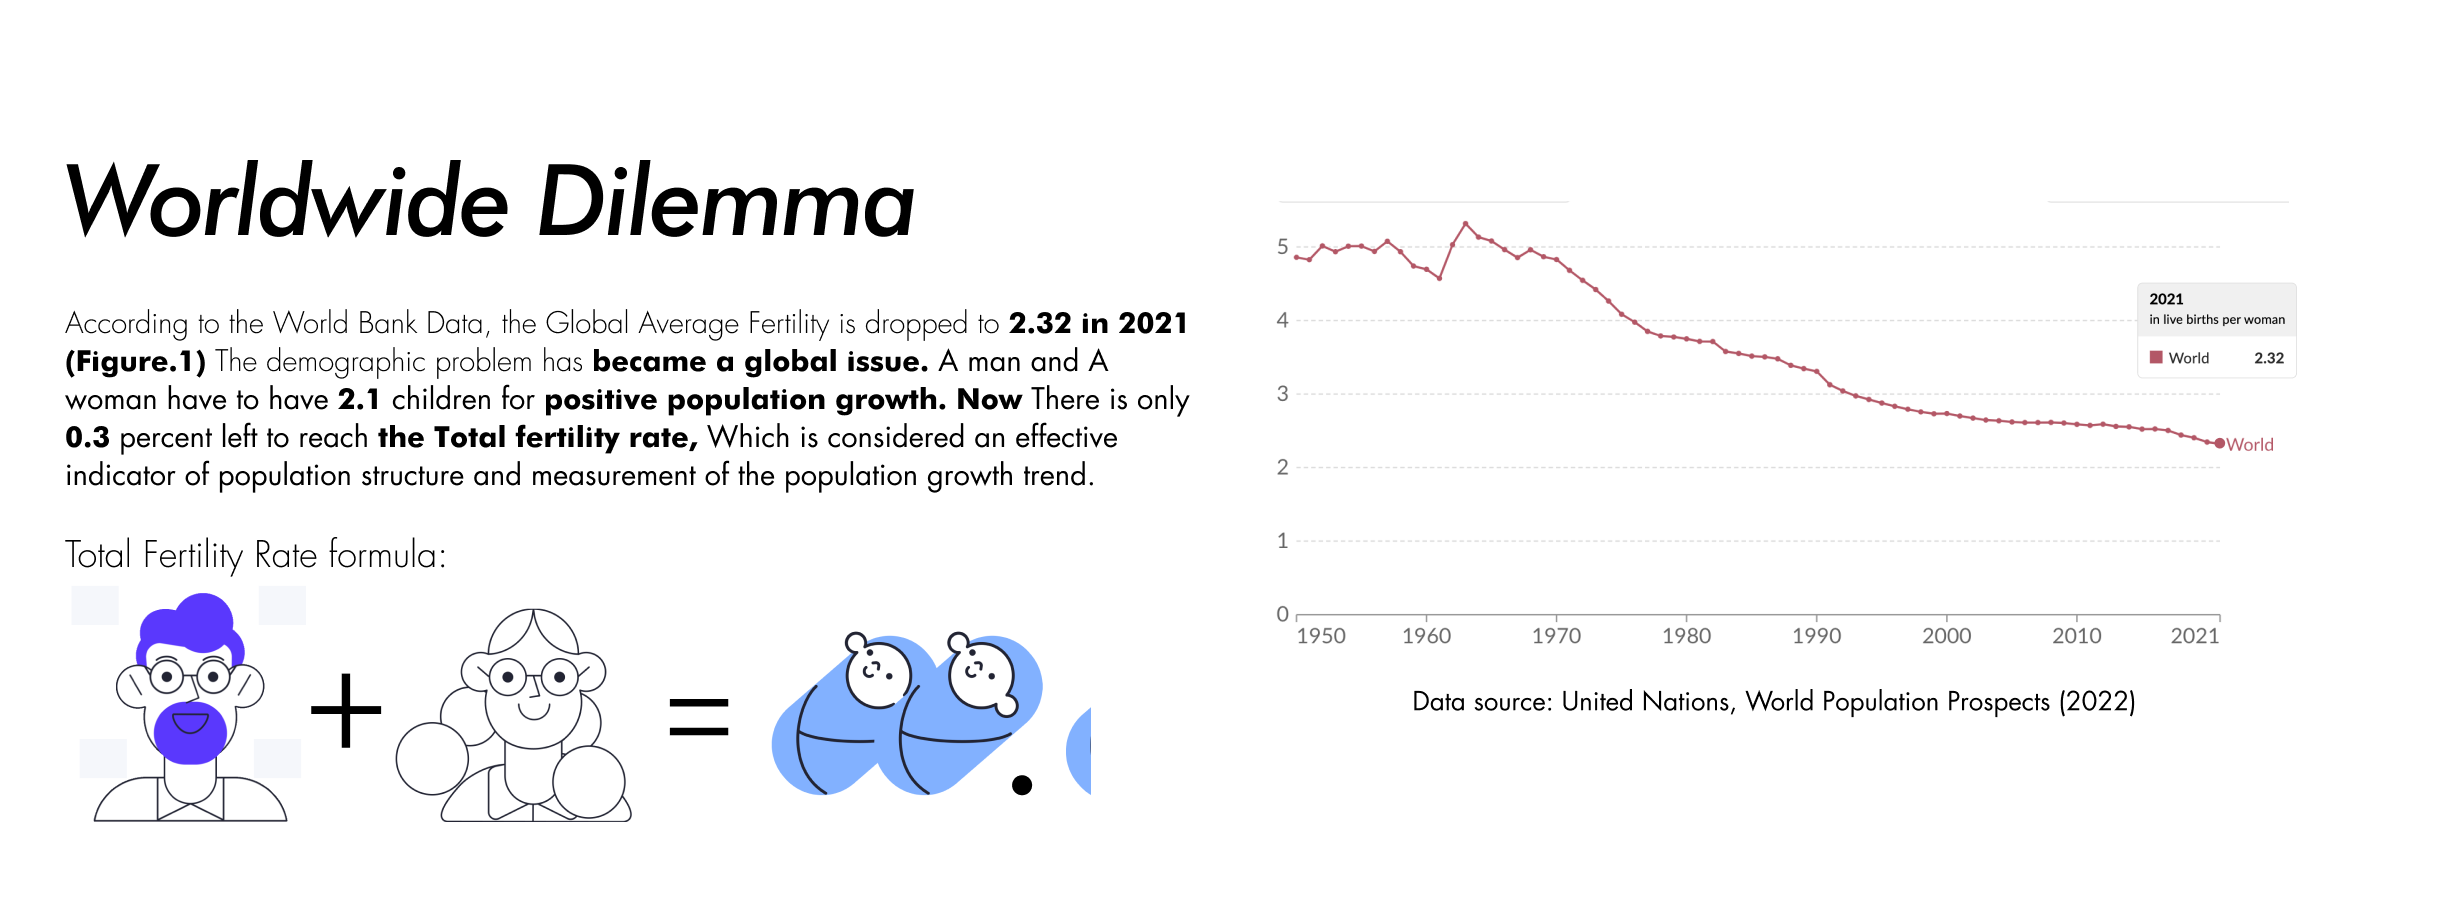 Worldwide Dilemma
According to the World Bank Data, the Global Average Fertility is dropped to 2.32 in 2021
(Figure.1) The demographic problem has became a global issue. A man and A
woman have to have 2.1 children for positive population growth. Now There is only
0.3 percent left to reach the Total fertility rate, Which is considered an effective
indicator of population structure and measurement of the population growth trend.
Total Fertility Rate formula:
+ =
5
4
3
2
1
0
1950 1960 1970 1980 1990 2000 2010 2021
2021
in live births per woman
World 2.32
World
Data source: United Nations, World Population Prospects (2022)